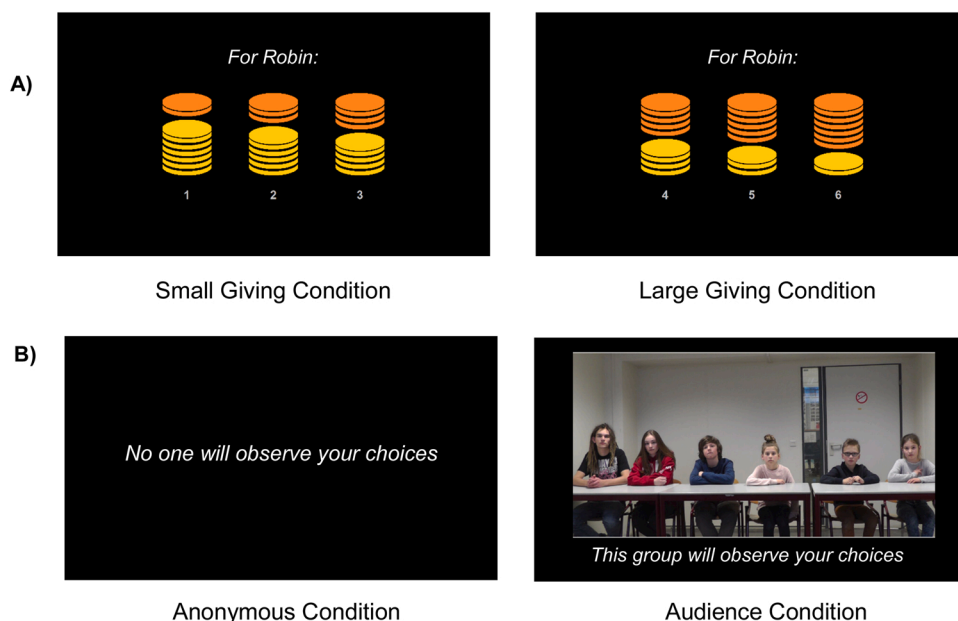 A)
For Robin:
1 2 3
Small Giving Condition
For Robin:
4 5 6
Large Giving Condition
B)
No one will observe your choices
Anonymous Condition
This group will observe your choices
Audience Condition